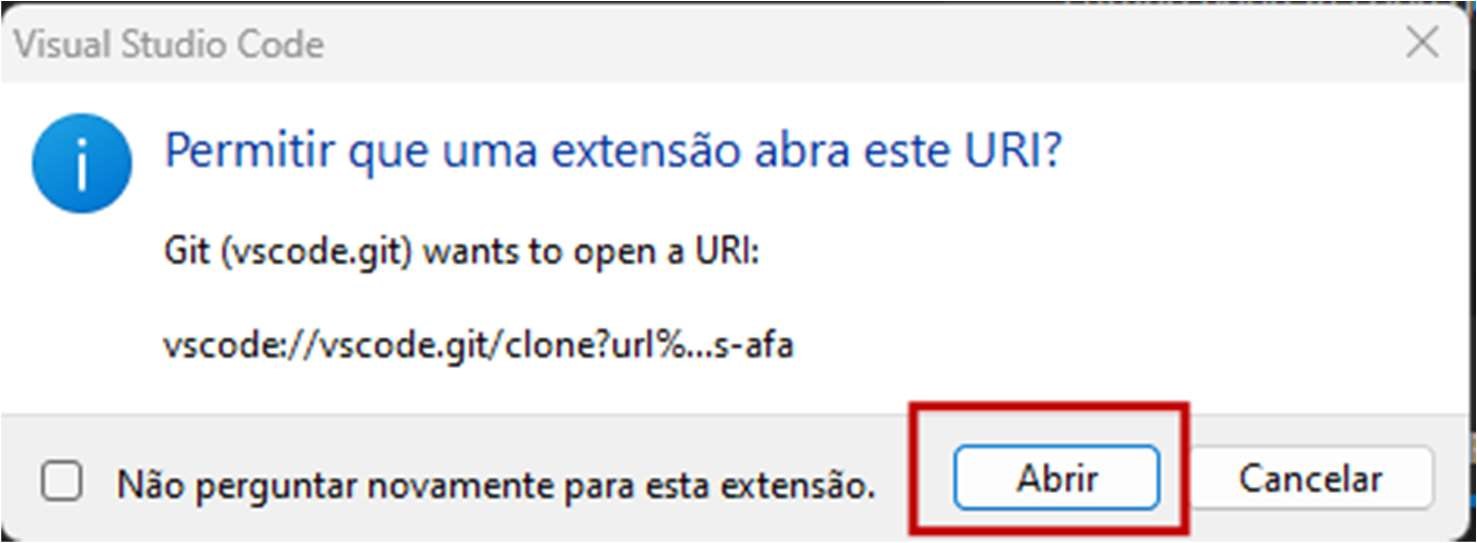 Visual Studio Code
Permitir que uma extensão abra este URI?
Git (vscode.git) wants to open a URI:
vscode://vscode.git/clone?url%...s-afa
Não perguntar novamente para esta extensão.
Abrir
Cancelar